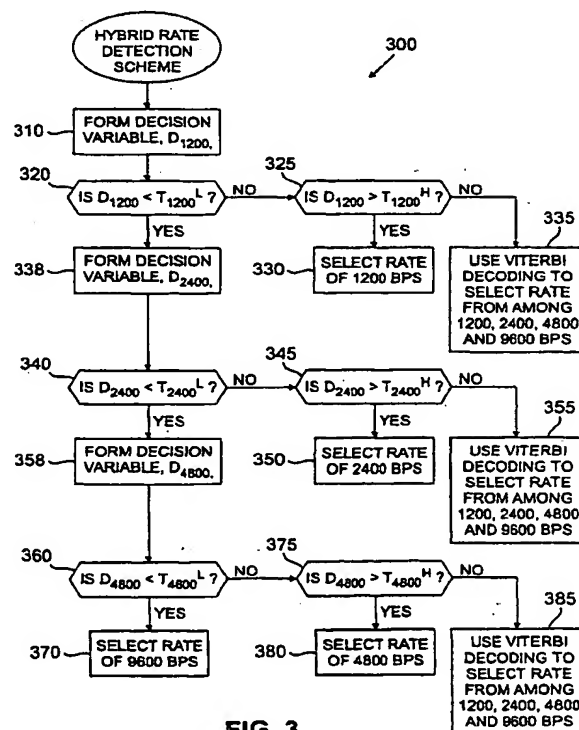 HYBRID RATE
DETECTION
SCHEME
300
310
FORM DECISION
VARIABLE, D1200,
320
IS D1200 < T1200L ?
NO
325
IS D1200 > T1200H ?
NO
YES
YES
335
338
FORM DECISION
VARIABLE, D2400,
330
SELECT RATE
OF 1200 BPS
USE VITERBI
DECODING TO
SELECT RATE
FROM AMONG
1200, 2400, 4800
AND 9600 BPS
340
IS D2400 < T2400L ?
NO
345
IS D2400 > T2400H ?
NO
YES
YES
355
358
FORM DECISION
VARIABLE, D4800,
350
SELECT RATE
OF 2400 BPS
USE VITERBI
DECODING TO
SELECT RATE
FROM AMONG
1200, 2400, 4800
AND 9600 BPS
360
IS D4800 < T4800L ?
NO
375
IS D4800 > T4800H ?
NO
YES
YES
385
370
SELECT RATE
OF 9600 BPS
380
SELECT RATE
OF 4800 BPS
USE VITERBI
DECODING TO
SELECT RATE
FROM AMONG
1200, 2400, 4800
AND 9600 BPS
FIG. 3